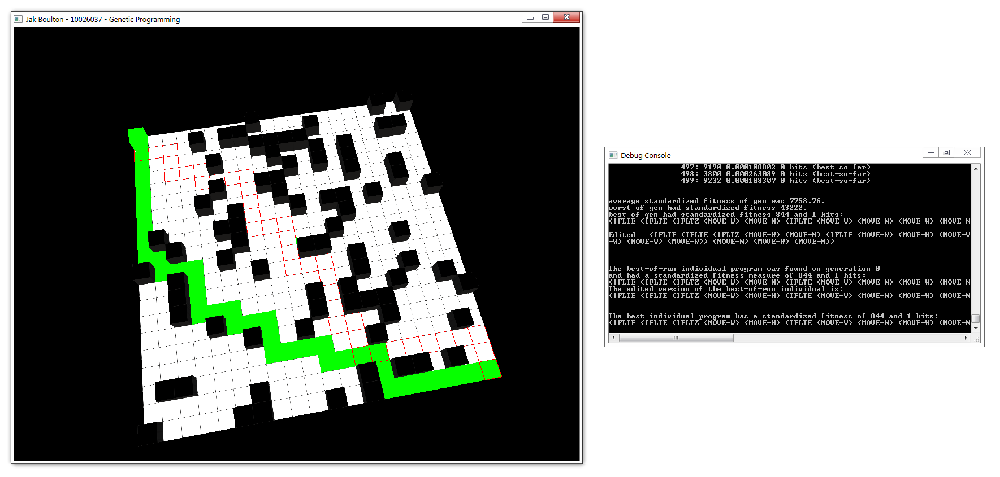 Jak Boulton - 10026037 - Genetic Programming
Debug Console
497: 9190 0.000108802 0 hits (best-so-far)
498: 3800 0.000263089 0 hits (best-so-far)
499: 9232 0.000108307 0 hits (best-so-far)
--------------
average standardized fitness of gen was 7758.76.
worst of gen had standardized fitness 43222.
best of gen had standardized fitness 844 and 1 hits:
(IFLTE (IFLTE (IFLTZ (MOVE-W) (MOVE-N) (IFLTE (MOVE-W) (MOVE-N) (MOVE-W) (MOVE-N
Edited = (IFLTE (IFLTE (IFLTZ (MOVE-W) (MOVE-N) (IFLTE (MOVE-W) (MOVE-N) (MOVE-W
-W) (MOVE-W) (MOVE-W)) (MOVE-N) (MOVE-W) (MOVE-N))
The best-of-run individual program was found on generation 0
and had a standardized fitness measure of 844 and 1 hits:
(IFLTE (IFLTE (IFLTZ (MOVE-W) (MOVE-N) (IFLTE (MOVE-W) (MOVE-N) (MOVE-W) (MOVE-N
The edited version of the best-of-run individual is:
(IFLTE (IFLTE (IFLTZ (MOVE-W) (MOVE-N) (IFLTE (MOVE-W) (MOVE-N) (MOVE-W) (MOVE-N
The best individual program has a standardized fitness of 844 and 1 hits:
(IFLTE (IFLTE (IFLTZ (MOVE-W) (MOVE-N) (IFLTE (MOVE-W) (MOVE-N) (MOVE-W) (MOVE-N